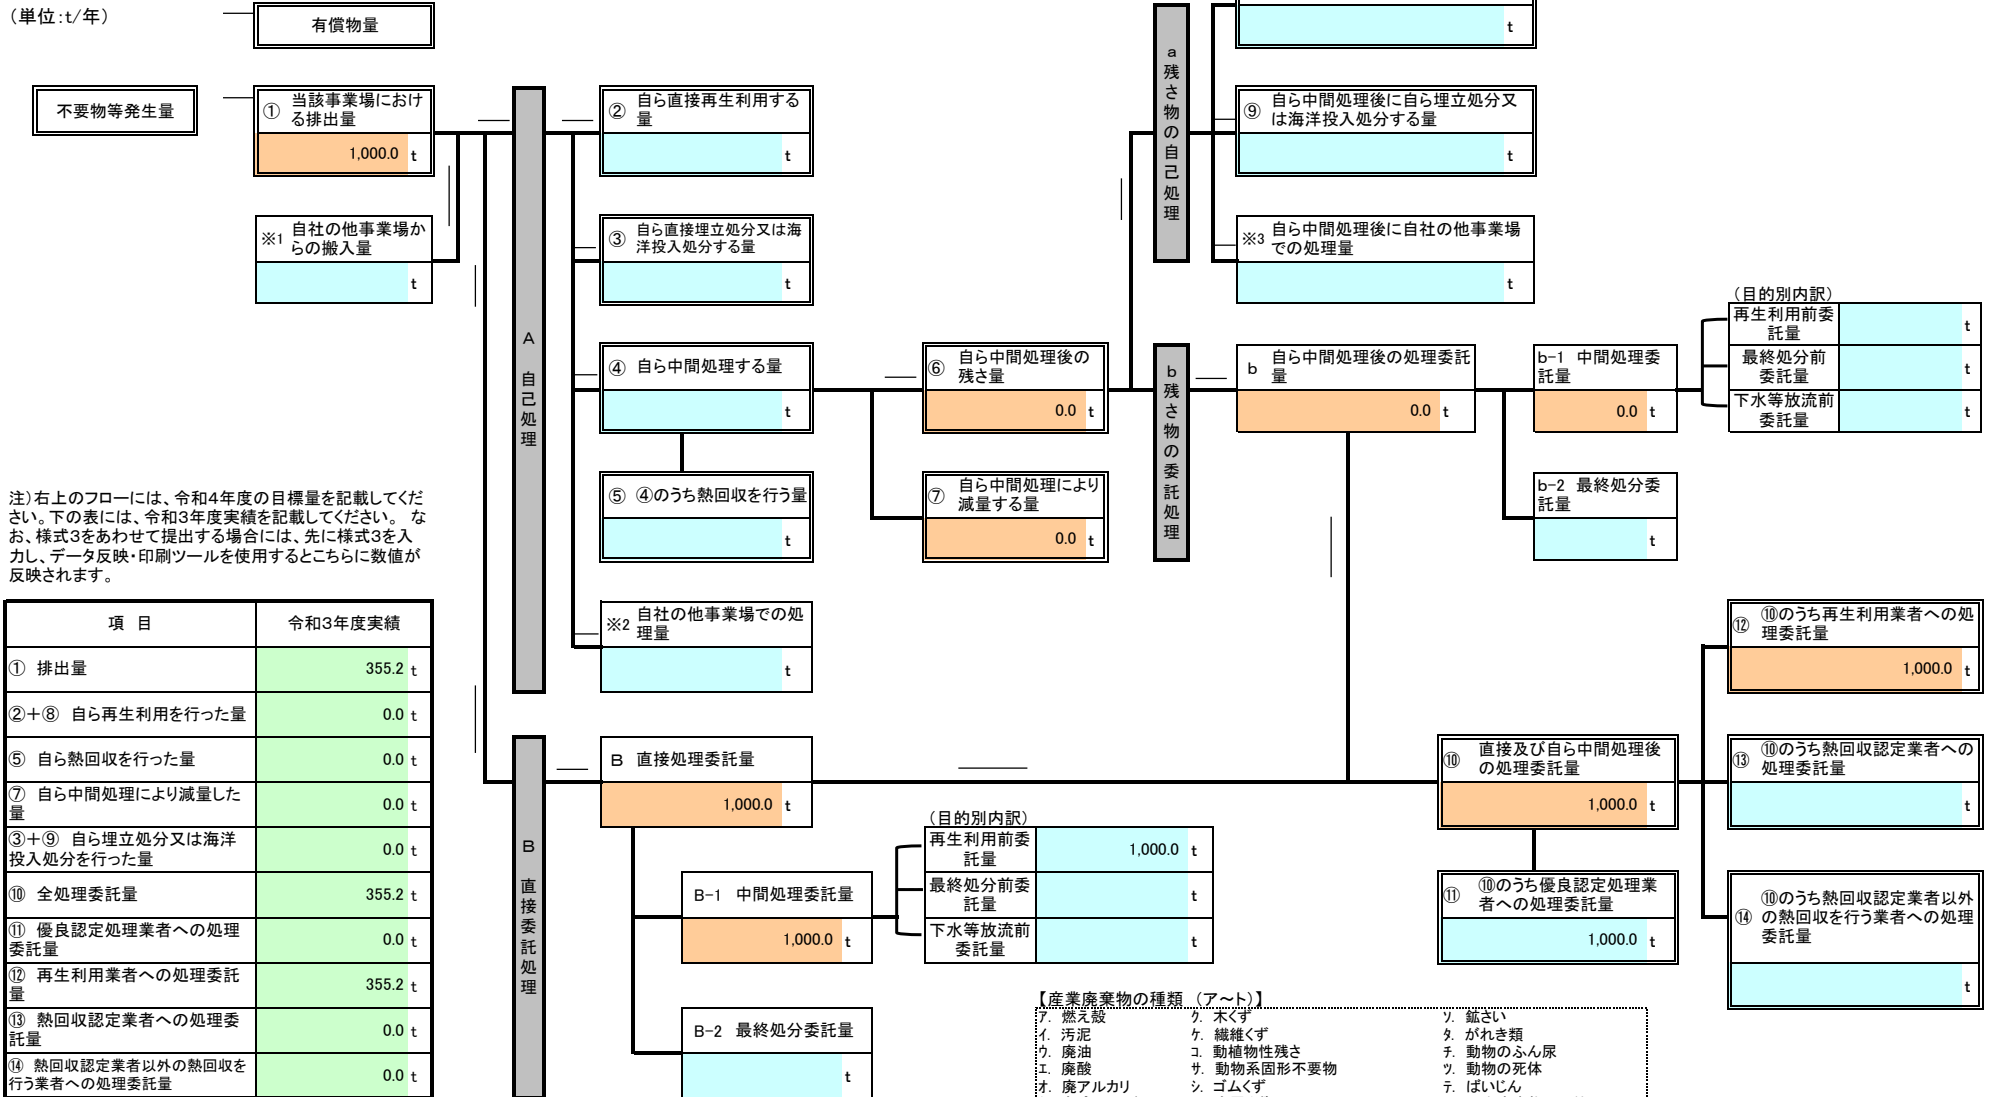 （単位:t/年）
有償物量
t
不要物等発生量
① 当該事業場におけ
る排出量
1,000.0 t
※1 自社の他事業場か
らの搬入量
t
A 自己処理
② 自ら直接再生利用する
量
t
③ 自ら直接埋立処分又は海
洋投入処分する量
t
④ 自ら中間処理する量
t
⑤ ④のうち熱回収を行う量
t
※2 自社の他事業場での処
理量
t
⑥ 自ら中間処理後の
残さ量
0.0 t
⑦ 自ら中間処理により
減量する量
0.0 t
a 残さ物の自己処理
⑨ 自ら中間処理後に自ら埋立処分又
は海洋投入処分する量
t
※3 自ら中間処理後に自社の他事業場
での処理量
t
b 残さ物の委託処理
b 自ら中間処理後の処理委託
量
0.0 t
b-1 中間処理委
託量
0.0 t
（目的別内訳）
再生利用前委
託量
t
最終処分前
委託量
t
下水等放流前
委託量
t
b-2 最終処分委
託量
t
注）右上のフローには、令和4年度の目標量を記載してくだ
さい。下の表には、令和3年度実績を記載してください。 な
お、様式3をあわせて提出する場合には、先に様式3を入
力し、データ反映・印刷ツールを使用するとこちらに数値が
反映されます。
項 目 令和3年度実績
① 排出量 355.2 t
②＋⑧ 自ら再生利用を行った量 0.0 t
⑤ 自ら熱回収を行った量 0.0 t
⑦ 自ら中間処理により減量した
量 0.0 t
③＋⑨ 自ら埋立処分又は海洋
投入処分を行った量 0.0 t
⑩ 全処理委託量 355.2 t
⑪ 優良認定処理業者への処理
委託量 0.0 t
⑫ 再生利用業者への処理委託
量 355.2 t
⑬ 熱回収認定業者への処理委
託量 0.0 t
⑭ 熱回収認定業者以外の熱回収を
行う業者への処理委託量 0.0 t
B 直接委託処理
B 直接処理委託量
1,000.0 t
B-1 中間処理委託量
1,000.0 t
（目的別内訳）
再生利用前委
託量
1,000.0 t
最終処分前委
託量
t
下水等放流前
委託量
t
B-2 最終処分委託量
t
⑩ 直接及び自ら中間処理後
の処理委託量
1,000.0 t
⑪ ⑩のうち優良認定処理業
者への処理委託量
1,000.0 t
⑫ ⑩のうち再生利用業者への処
理委託量
1,000.0 t
⑬ ⑩のうち熱回収認定業者への
処理委託量
t
⑭ ⑩のうち熱回収認定業者以外
の熱回収を行う業者への処理
委託量
t
【産業廃棄物の種類 （ア～ト）】
ア. 燃え殻 ク. 木くず ソ. 鉱さい
イ. 汚泥 ケ. 繊維くず タ. がれき類
ウ. 廃油 コ. 動植物性残さ チ. 動物のふん尿
エ. 廃酸 サ. 動物系固形不要物 ツ. 動物の死体
オ. 廃アルカリ シ. ゴムくず テ. ばいじん